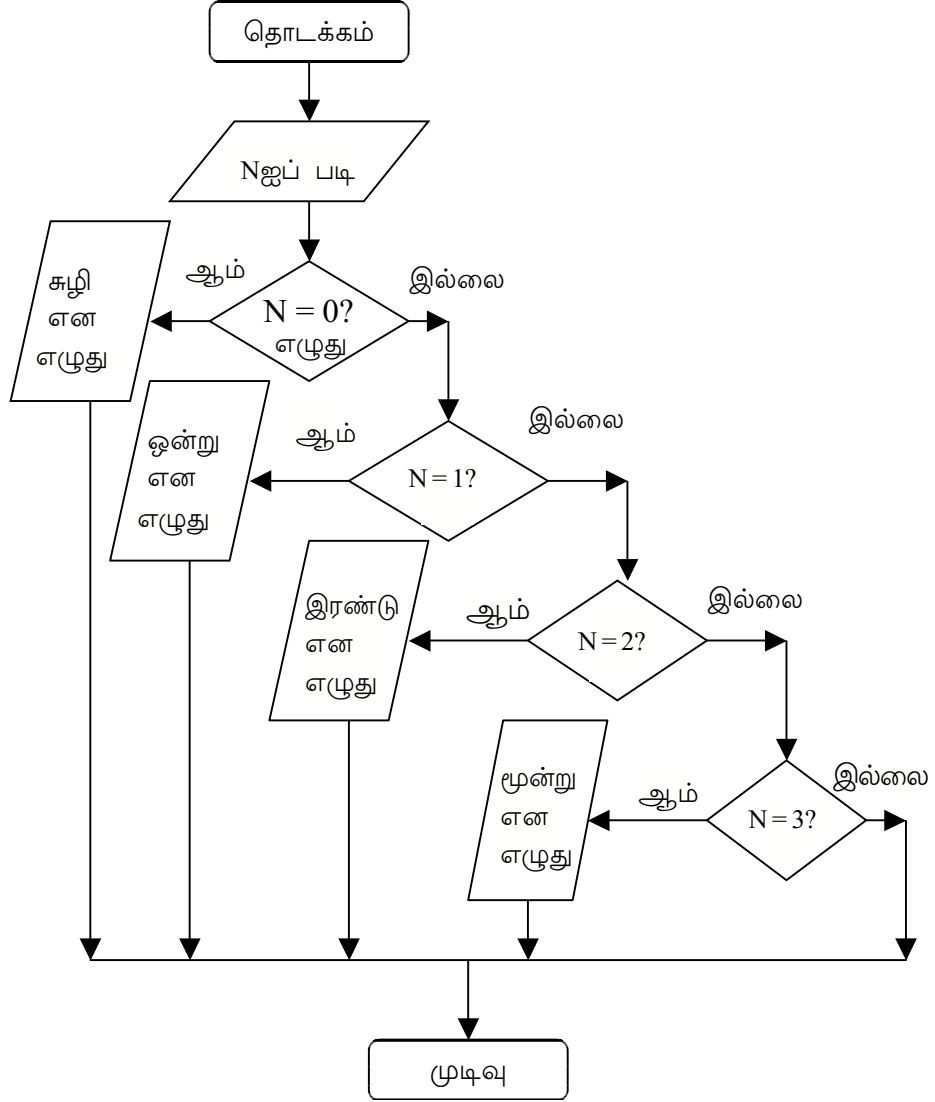 தொடக்கம்
Nஐப் படி
ஆம்
இல்லை
சுழி
என
எழுது
N = 0?
எழுது
ஆம்
இல்லை
ஒன்று
என
எழுது
N = 1?
ஆம்
இல்லை
இரண்டு
என
எழுது
N = 2?
ஆம்
இல்லை
மூன்று
என
எழுது
N = 3?
முடிவு